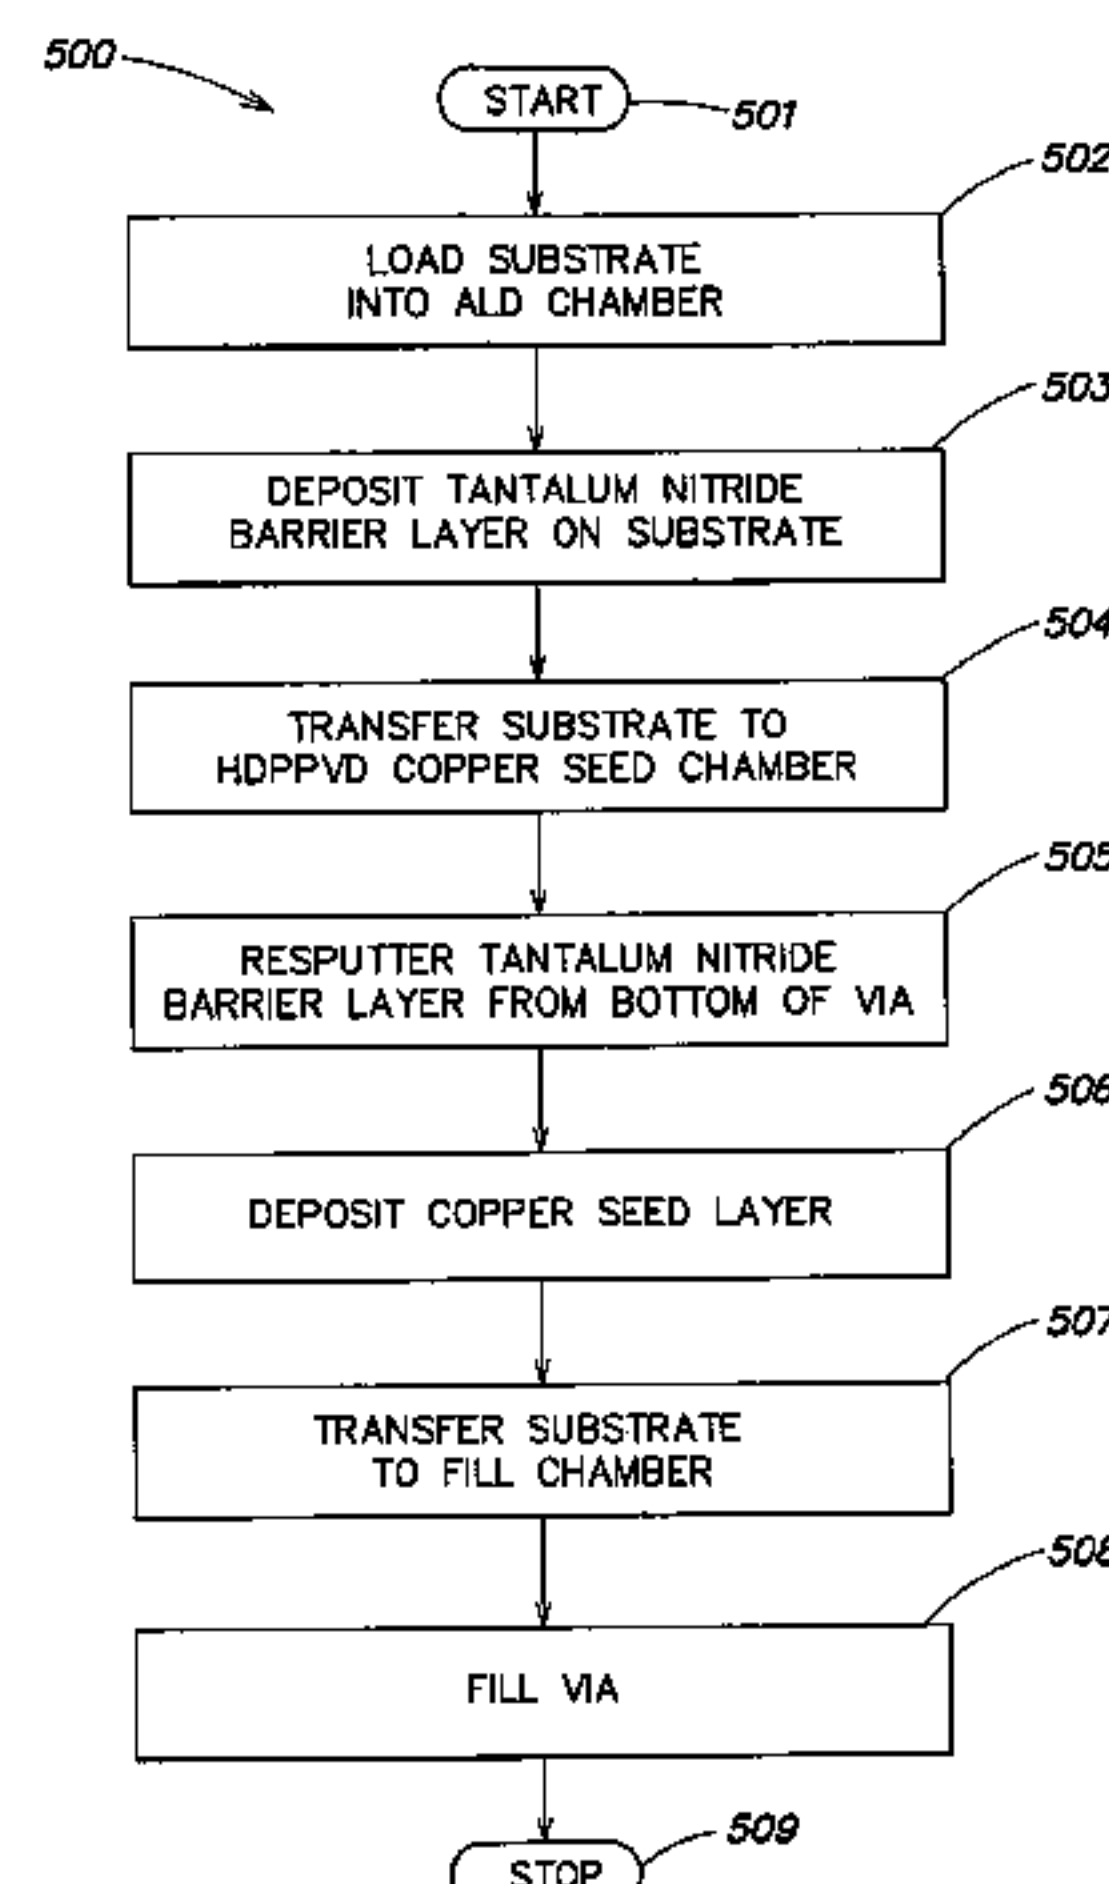 500
START
501
502
LOAD SUBSTRATE
INTO ALD CHAMBER
503
DEPOSIT TANTALUM NITRIDE
BARRIER LAYER ON SUBSTRATE
504
TRANSFER SUBSTRATE TO
HDPPVD COPPER SEED CHAMBER
505
RESPUTTER TANTALUM NITRIDE
BARRIER LAYER FROM BOTTOM OF VIA
506
DEPOSIT COPPER SEED LAYER
507
TRANSFER SUBSTRATE
TO FILL CHAMBER
508
FILL VIA
509
STOP